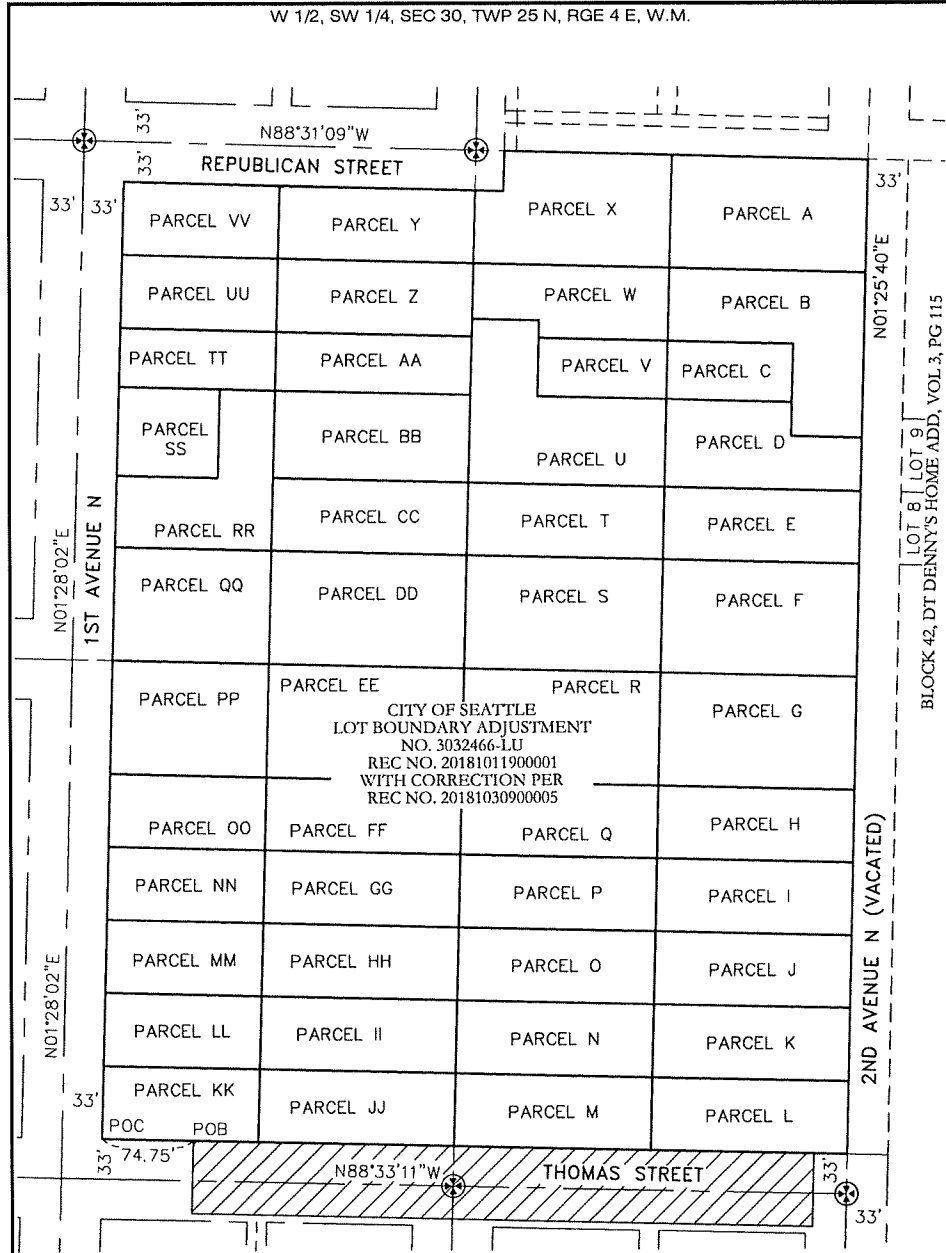 W 1/2, SW 1/4, SEC 30, TWP 25 N, RGE 4 E, W.M.
33'
N88°31'09"W
33'
REPUBLICAN STREET
33'
33'
33'
PARCEL VV
PARCEL Y
PARCEL X
PARCEL A
N01°25'40"E
PARCEL UU
PARCEL Z
PARCEL W
PARCEL B
PARCEL TT
PARCEL AA
PARCEL V
PARCEL C
PARCEL
SS
PARCEL BB
PARCEL U
PARCEL D
LOT 8
LOT 9
BLOCK 42, DT DENNY'S HOME ADD, VOL 3, PG 115
N01°28'02"E
1ST AVENUE N
PARCEL RR
PARCEL CC
PARCEL T
PARCEL E
PARCEL QQ
PARCEL DD
PARCEL S
PARCEL F
PARCEL PP
PARCEL EE
PARCEL R
PARCEL G
CITY OF SEATTLE
LOT BOUNDARY ADJUSTMENT
NO. 3032466-LU
REC NO. 20181011900001
WITH CORRECTION PER
REC NO. 20181030900005
PARCEL OO
PARCEL FF
PARCEL Q
PARCEL H
PARCEL NN
PARCEL GG
PARCEL P
PARCEL I
2ND AVENUE N (VACATED)
N01°28'02"E
PARCEL MM
PARCEL HH
PARCEL O
PARCEL J
PARCEL LL
PARCEL II
PARCEL N
PARCEL K
33'
PARCEL KK
PARCEL JJ
PARCEL M
PARCEL L
POC
POB
33'
74.75'
N88°33'11"W
THOMAS STREET
33'
33'